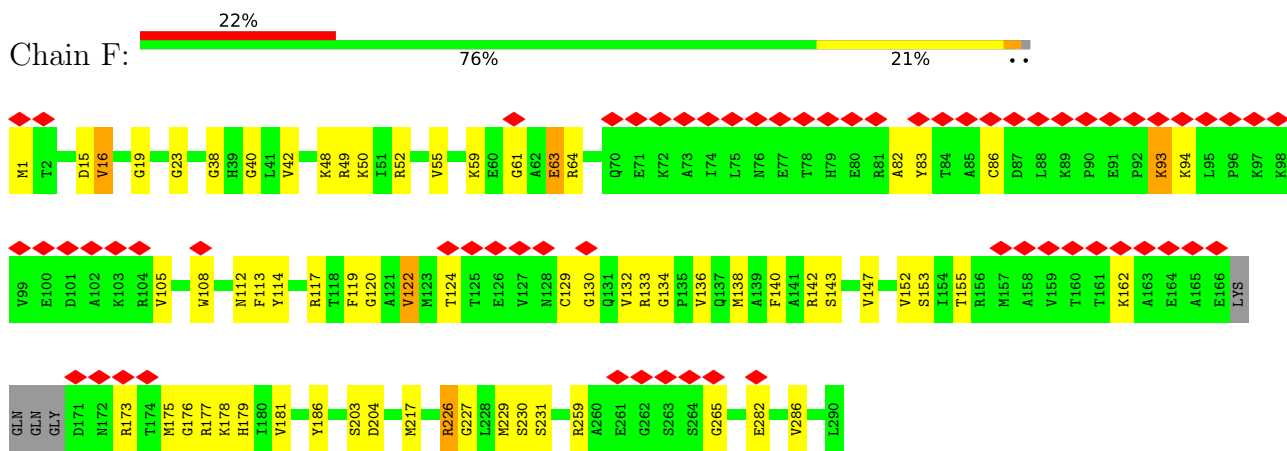 22%
Chain F:
76% 21% • •
M1 T2 D15 V16 G19 G23 G38 H39 G40 L41 V42 K48 R49 K50 I51 R52 V55 K59 E60 G61 A62 E63 R64 Q70 E71 K72 A73 I74 L75 N76 E77 T78 H79 E80 R81 A82 Y83 T84 A85 C86 D87 L88 K89 P90 E91 P92 K93 K94 L95 P96 K97 K98
V99 E100 D101 A102 K103 R104 V105 W108 N112 F113 Y114 R117 T118 F119 G120 A121 V122 M123 T124 T125 E126 V127 N128 C129 G130 Q131 V132 R133 G134 P135 V136 Q137 M138 A139 F140 A141 R142 S143 V147 V152 S153 I154 T155 R156 M157 A158 V159 T160 T161 K162 A163 E164 A165 E166 LYS
GLN GLN GLY D171 N172 R173 T174 M175 G176 R177 K178 H179 I180 V181 Y186 S203 D204 M217 R226 G227 L228 M229 S230 S231 R259 A260 E261 G262 S263 S264 G265 E282 V286 L290